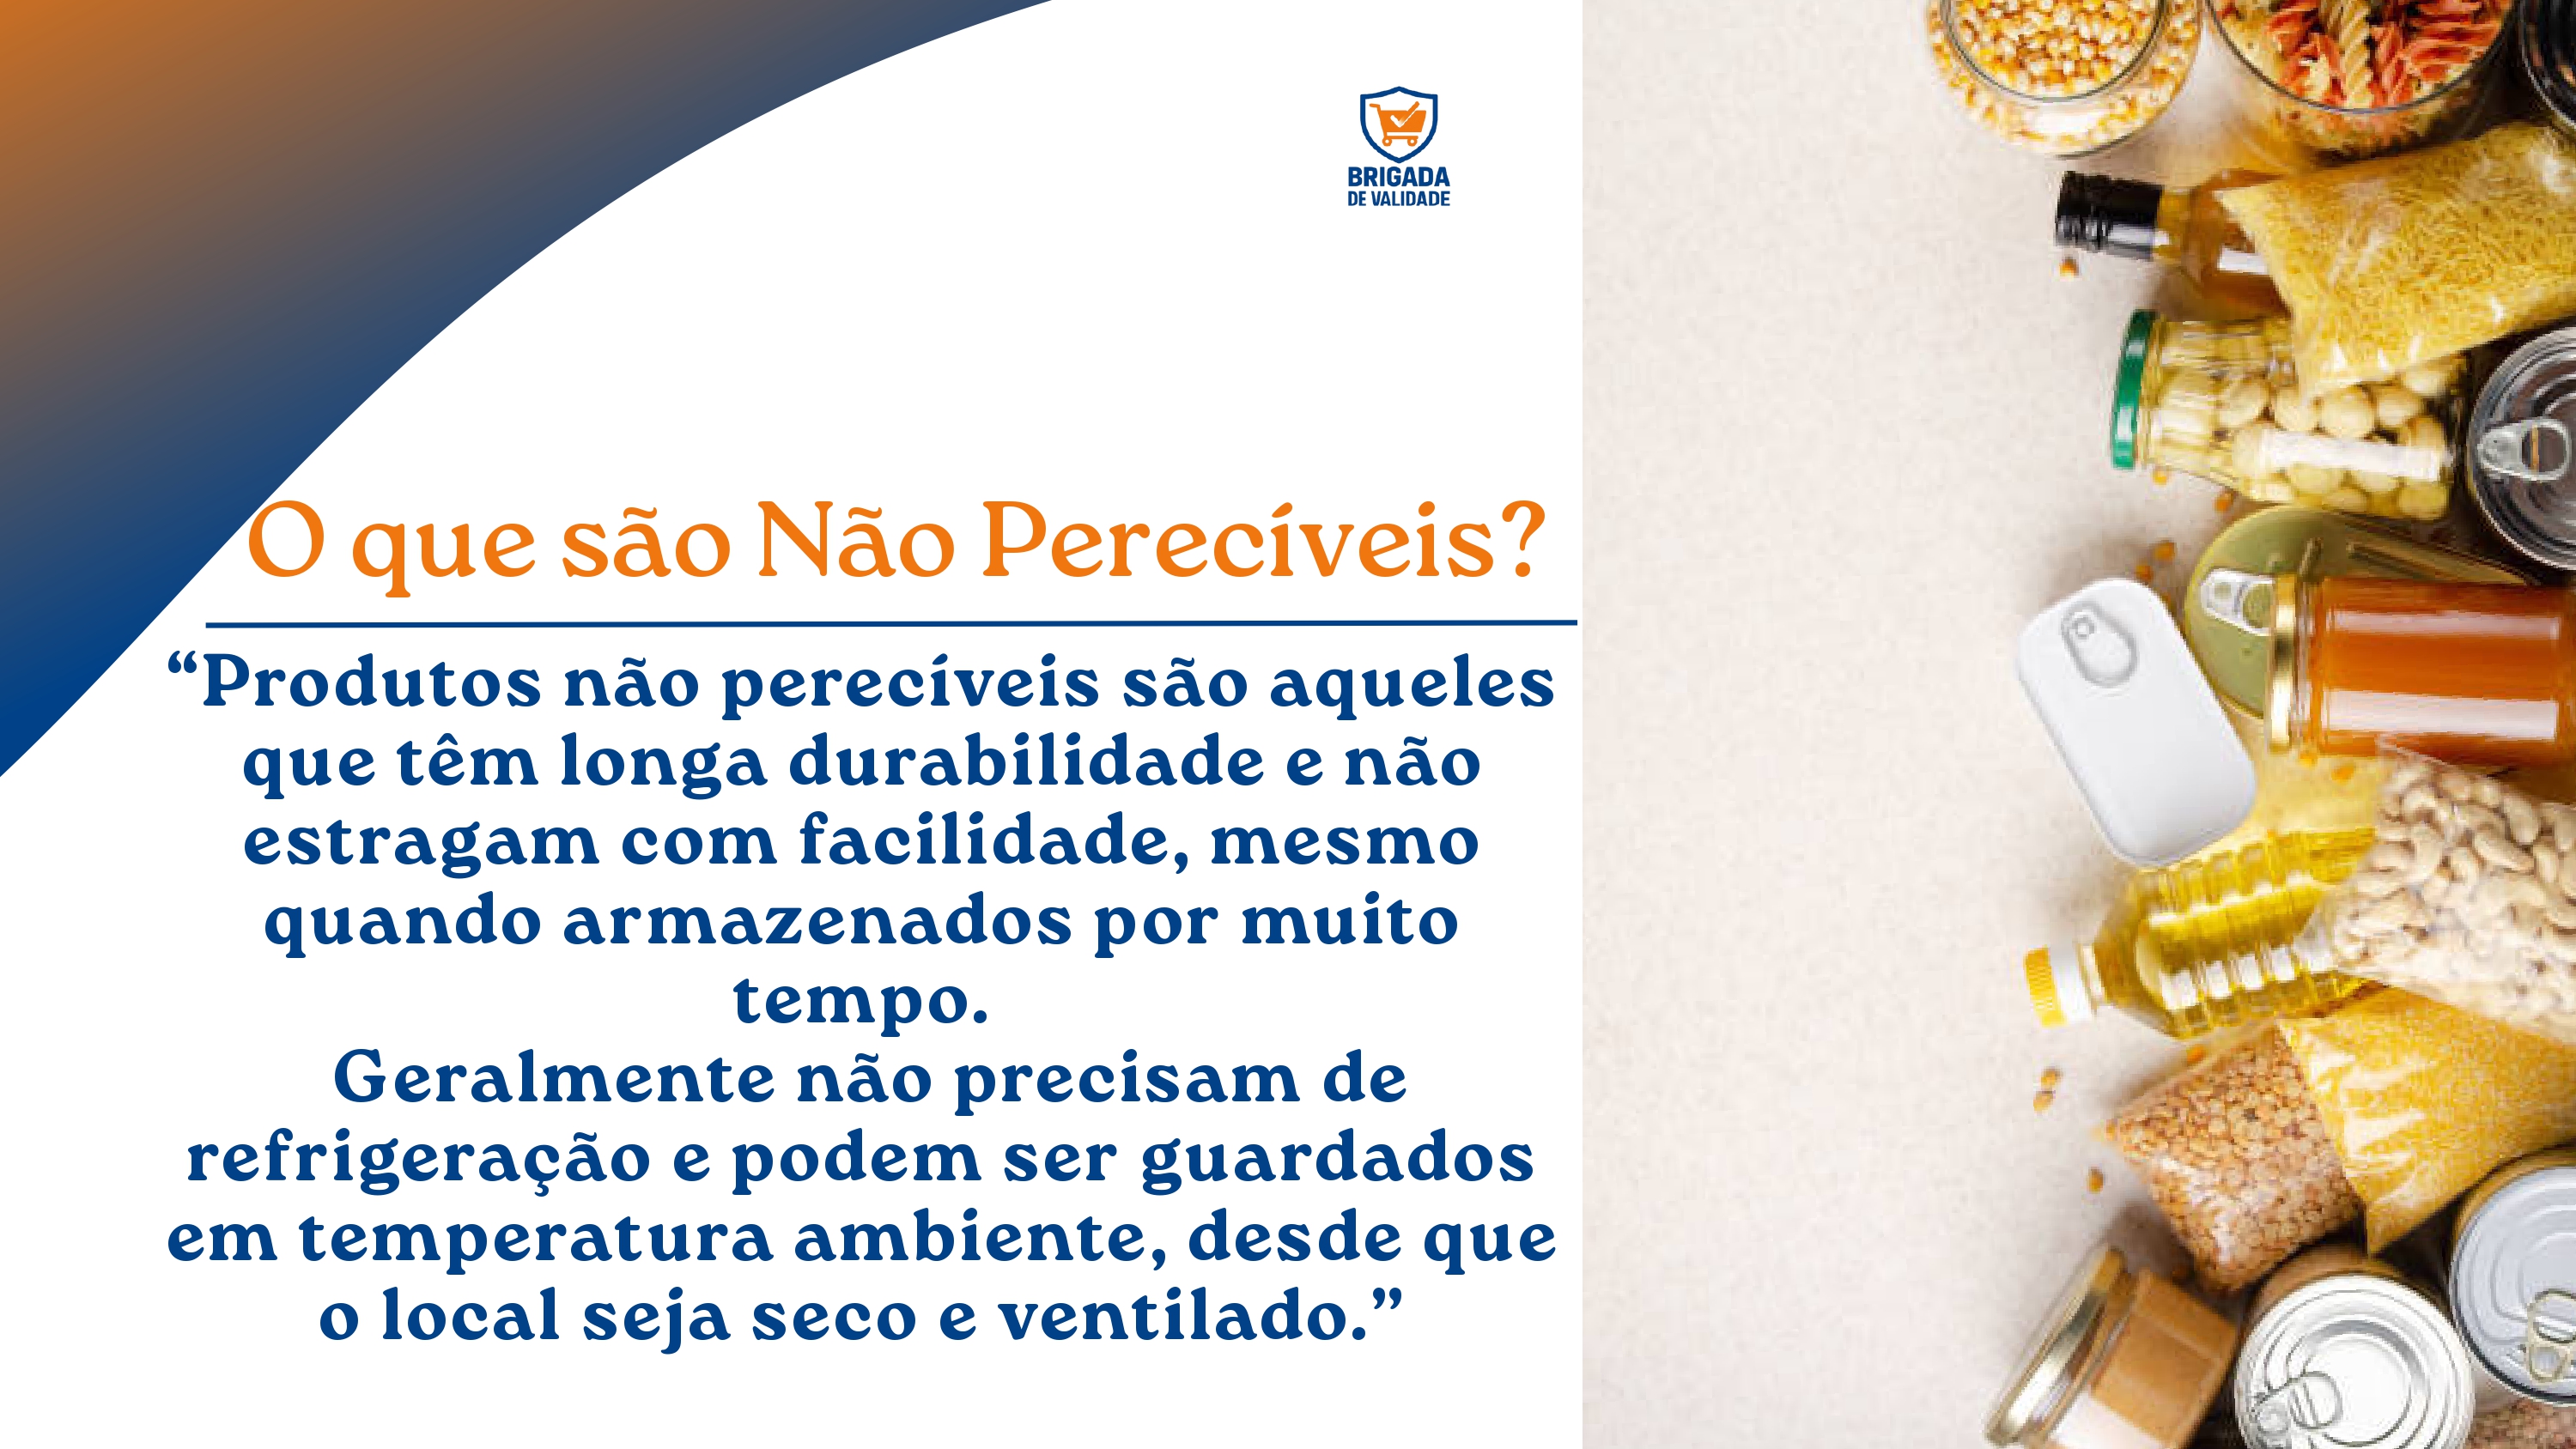 BRIGADA
DE VALIDADE
O que são Não Perecíveis?
“Produtos não perecíveis são aqueles
que têm longa durabilidade e não
estragam com facilidade, mesmo
quando armazenados por muito
tempo.
Geralmente não precisam de
refrigeração e podem ser guardados
em temperatura ambiente, desde que
o local seja seco e ventilado.”